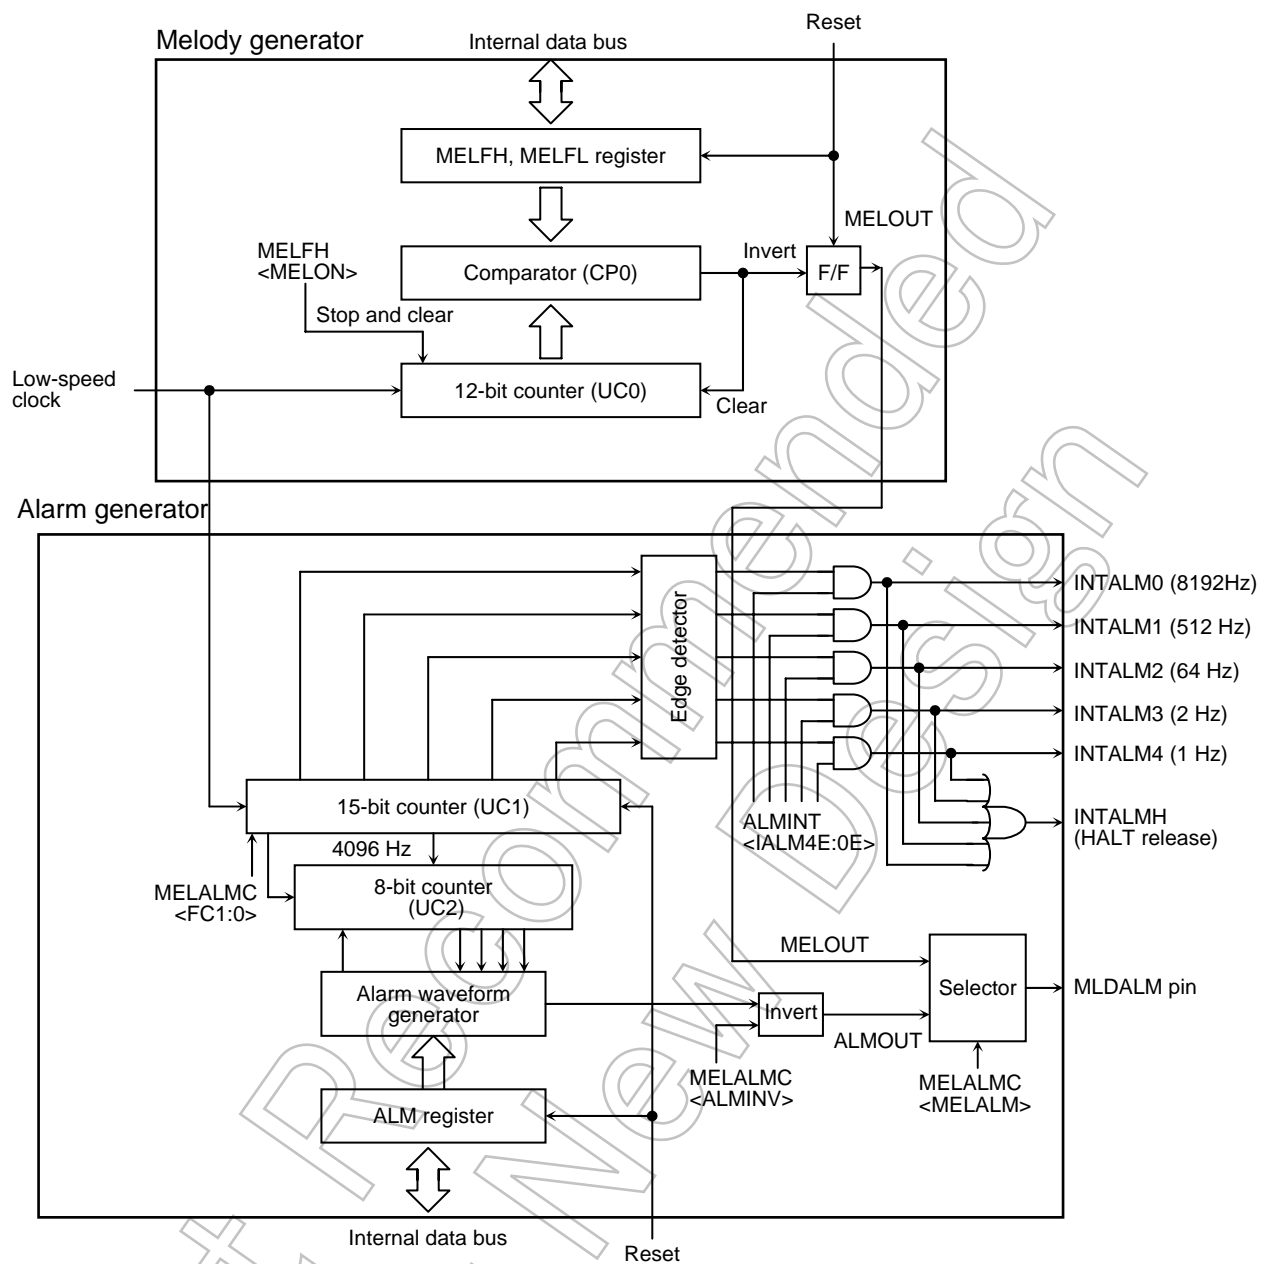 Reset
Melody generator
Internal data bus
MELFH, MELFL register
MELOUT
MELFH
<MELON>
Invert
Comparator (CP0)
F/F
Stop and clear
Low-speed
clock
12-bit counter (UC0)
Clear
Alarm generator
Edge detector
INTALM0 (8192Hz)
INTALM1 (512 Hz)
INTALM2 (64 Hz)
INTALM3 (2 Hz)
INTALM4 (1 Hz)
15-bit counter (UC1)
ALMINT
<IALM4E:0E>
INTALMH
(HALT release)
4096 Hz
MELALMC
<FC1:0>
8-bit counter
(UC2)
MELOUT
Alarm waveform
generator
Invert
Selector
MLDALM pin
ALMOUT
MELALMC
<ALMINV>
MELALMC
<MELALM>
ALM register
Internal data bus
Reset
Recommended
New Design